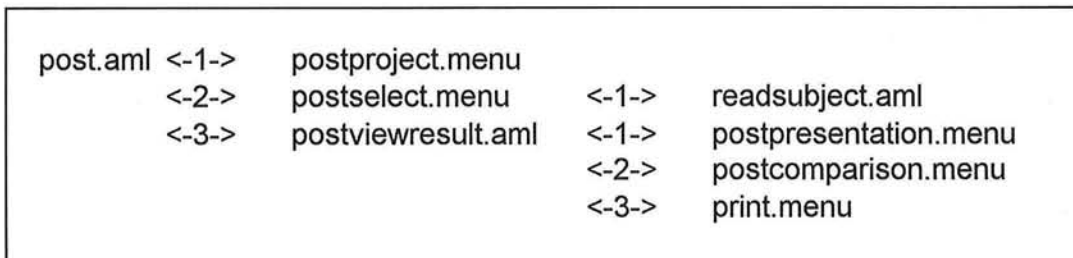 post.aml <-1-> postproject.menu
<-2-> postselect.menu <-1-> readsubject.aml
<-3-> postviewresult.aml <-1-> postpresentation.menu
<-2-> postcomparison.menu
<-3-> print.menu